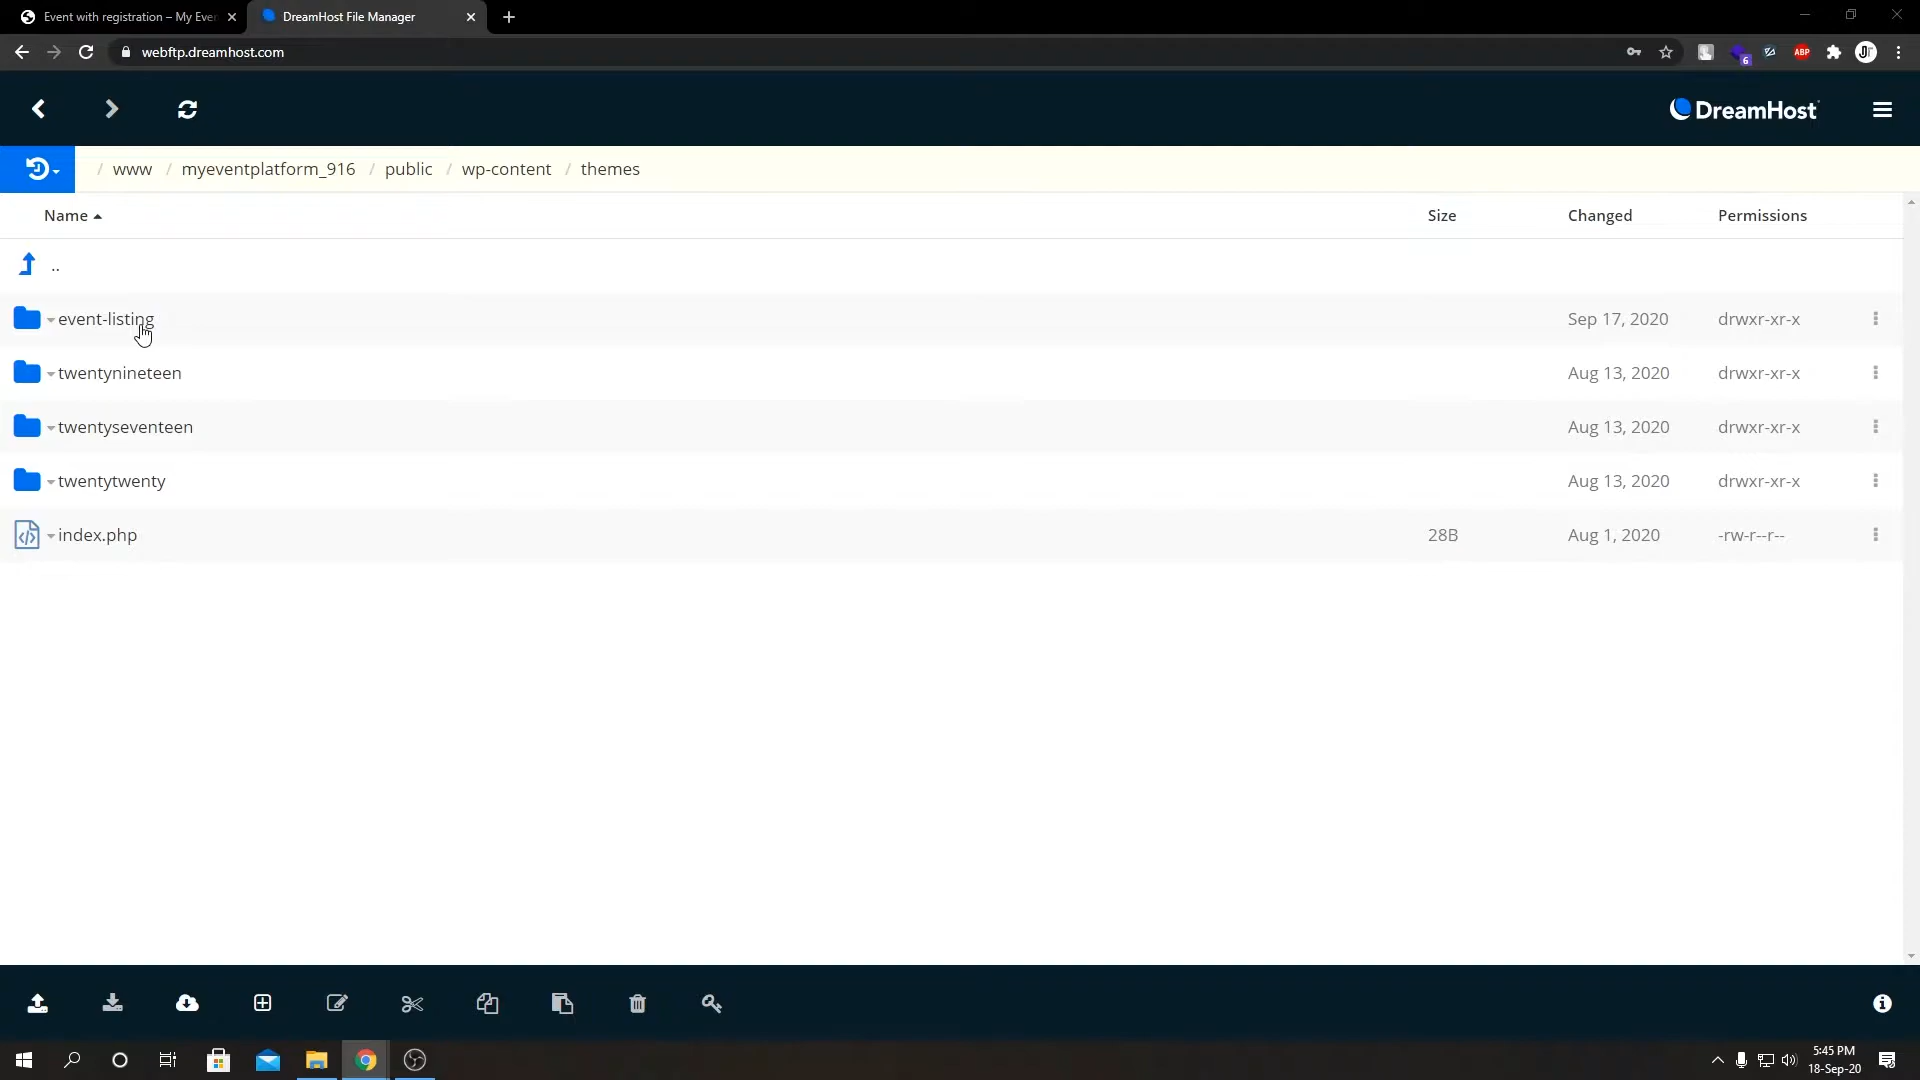 Event with registration – My Even
DreamHost File Manager
webftp.dreamhost.com
6
ABP
DreamHost
/ www / myeventplatform_916 / public / wp-content / themes
Name
Size
Changed
Permissions
..
event-listing
Sep 17, 2020
drwxr-xr-x
twentynineteen
Aug 13, 2020
drwxr-xr-x
twentyseventeen
Aug 13, 2020
drwxr-xr-x
twentytwenty
Aug 13, 2020
drwxr-xr-x
index.php
28B
Aug 1, 2020
-rw-r--r--
5:45 PM
18-Sep-20